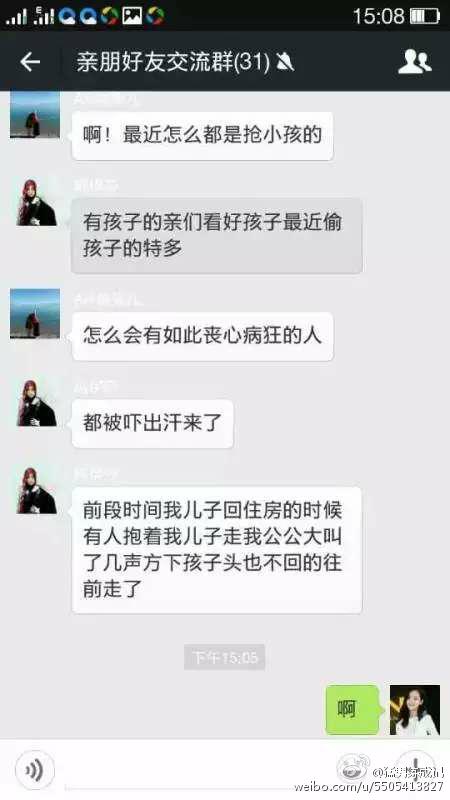 15:08
亲朋好友交流群(31)
啊！最近怎么都是抢小孩的
有孩子的亲们看好孩子最近偷
孩子的特多
怎么会有如此丧心病狂的人
都被吓出汗来了
前段时间我儿子回住房的时候
有人抱着我儿子走我公公大叫
了几声方下孩子头也不回的往
前走了
下午15:05
啊
weibo.com/u/5505413827